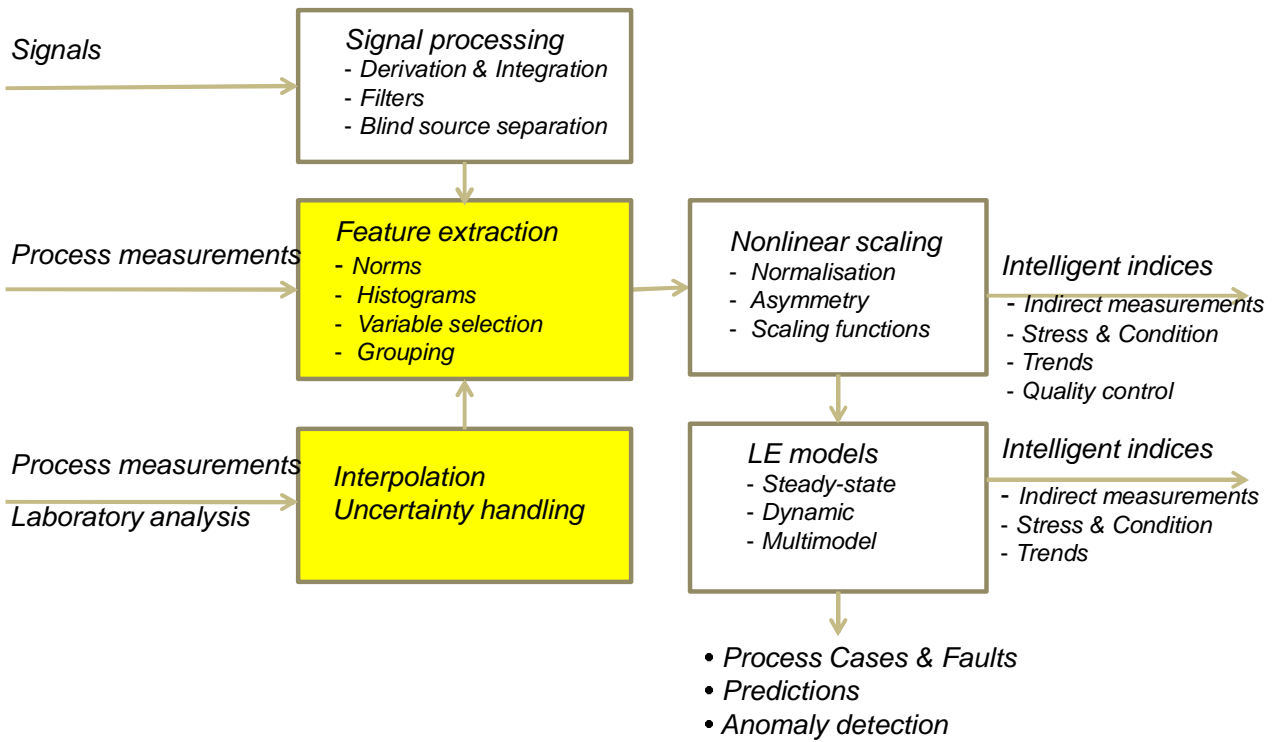 Signals
Signal processing
- Derivation & Integration
- Filters
- Blind source separation
Process measurements
Feature extraction
- Norms
- Histograms
- Variable selection
- Grouping
Nonlinear scaling
- Normalisation
- Asymmetry
- Scaling functions
Intelligent indices
- Indirect measurements
- Stress & Condition
- Trends
- Quality control
Process measurements
Laboratory analysis
Interpolation
Uncertainty handling
LE models
- Steady-state
- Dynamic
- Multimodel
Intelligent indices
- Indirect measurements
- Stress & Condition
- Trends
• Process Cases & Faults
• Predictions
• Anomaly detection